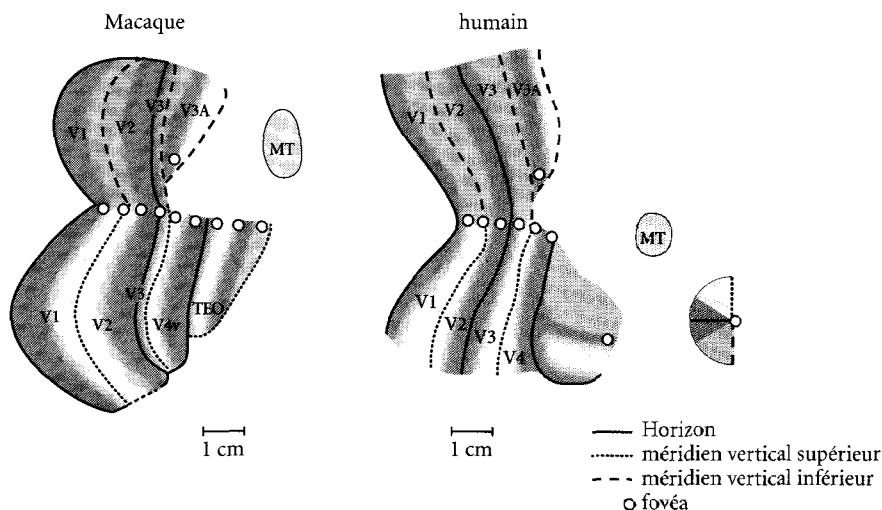 Macaque
humain
V3
V3A
V2
V1
MT
V3
V3A
V2
V1
MT
V1
V2
V3
V4v
TEO
V1
V2
V3
V4
1 cm
1 cm
Horizon
méridien vertical supérieur
méridien vertical inférieur
fovéa